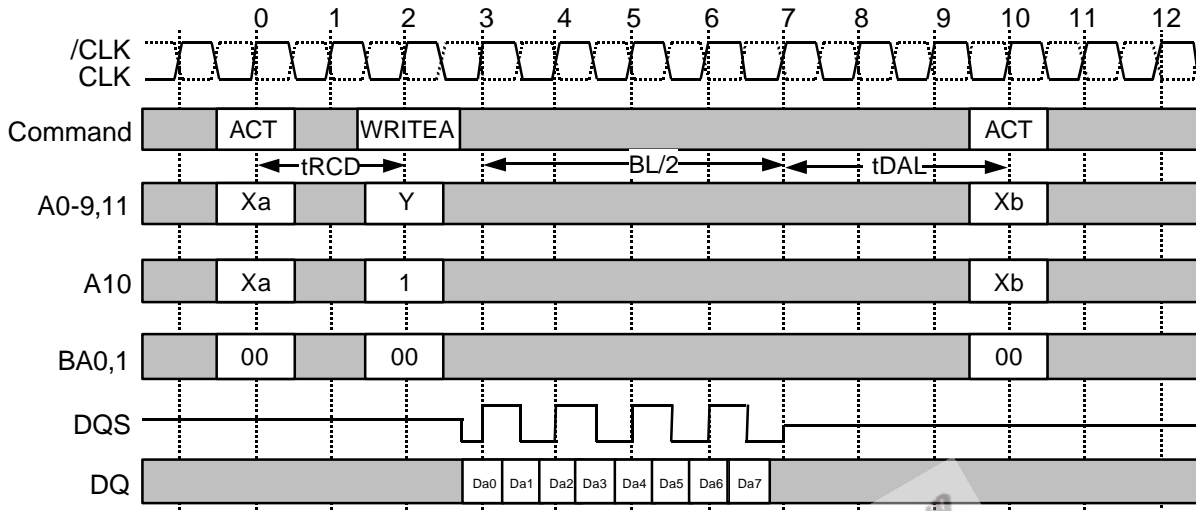 0 1 2 3 4 5 6 7 8 9 10 11 12
/CLK
CLK
Command ACT WRITEA ACT
tRCD BL/2 tDAL
A0-9,11 Xa Y Xb
A10 Xa 1 Xb
BA0,1 00 00 00
DQS
DQ Da0 Da1 Da2 Da3 Da4 Da5 Da6 Da7